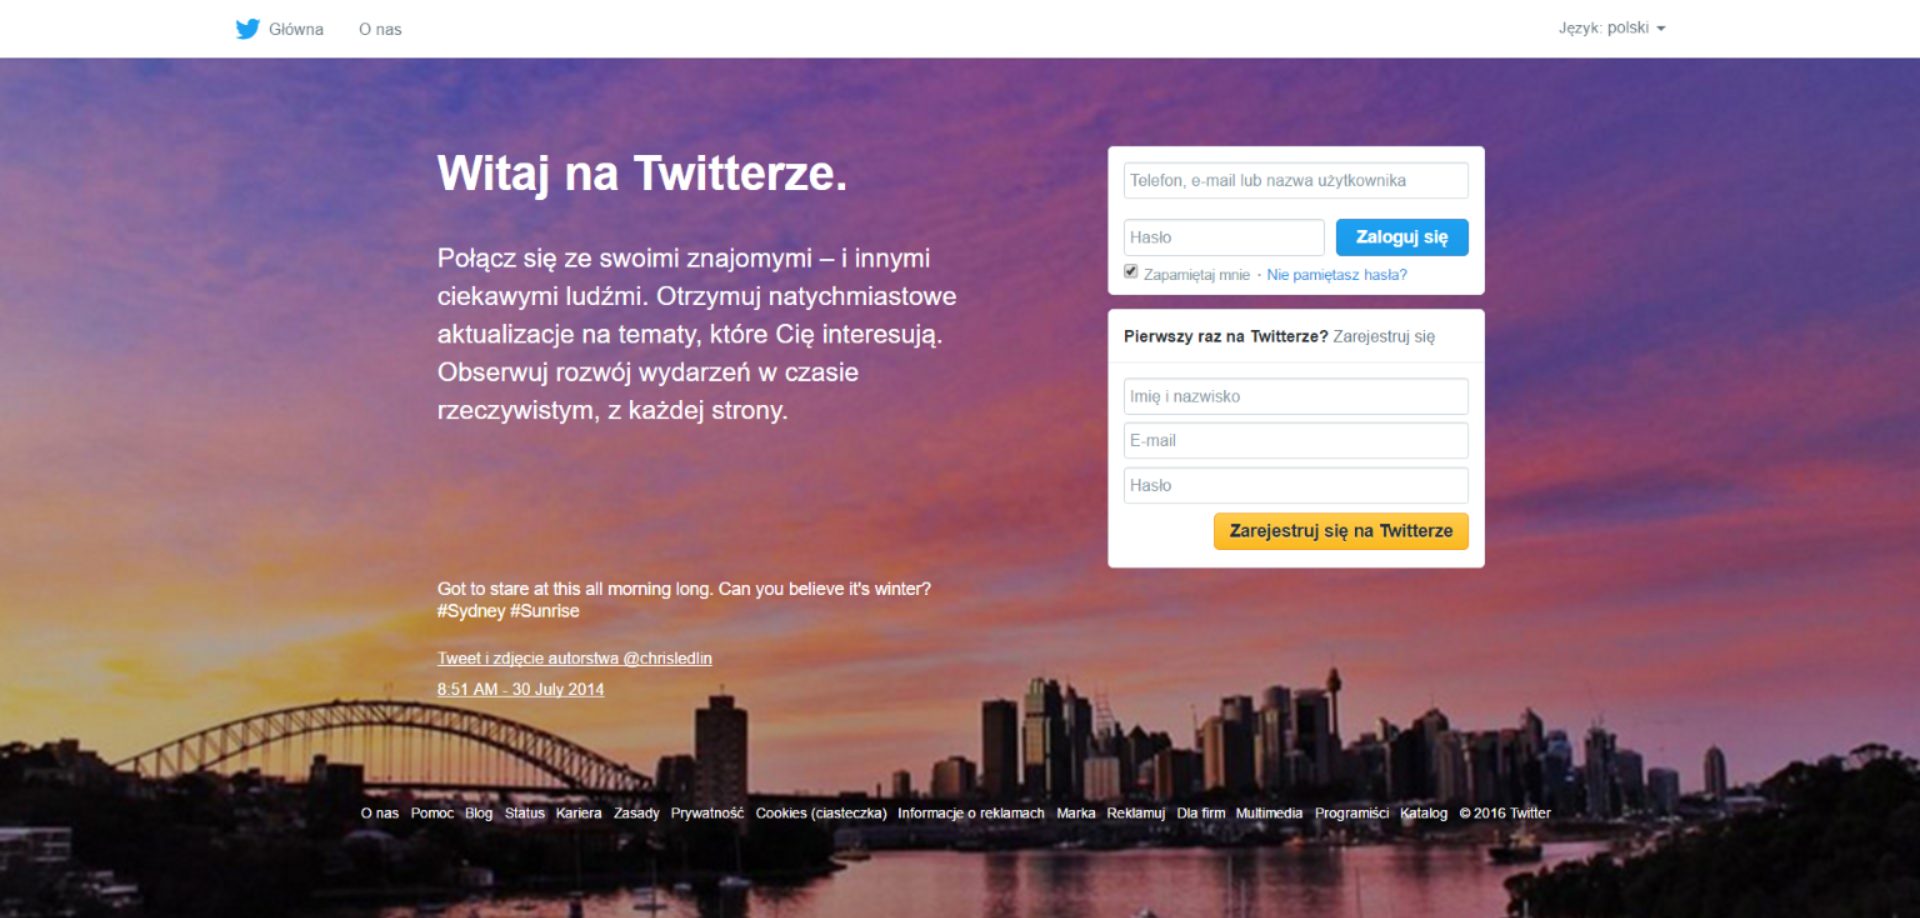 Główna O nas Język: polski
Witaj na Twitterze.
Połącz się ze swoimi znajomymi – i innymi
ciekawymi ludźmi. Otrzymuj natychmiastowe
aktualizacje na tematy, które Cię interesują.
Obserwuj rozwój wydarzeń w czasie
rzeczywistym, z każdej strony.
Got to stare at this all morning long. Can you believe it's winter?
#Sydney #Sunrise
Tweet i zdjęcie autorstwa @chrisledlin
8:51 AM - 30 July 2014
Telefon, e-mail lub nazwa użytkownika
Hasło Zaloguj się
Zapamiętaj mnie · Nie pamiętasz hasła?
Pierwszy raz na Twitterze? Zarejestruj się
Imię i nazwisko
E-mail
Hasło
Zarejestruj się na Twitterze
O nas Pomoc Blog Status Kariera Zasady Prywatność Cookies (ciasteczka) Informacje o reklamach Marka Reklamuj Dla firm Multimedia Programiści Katalog © 2016 Twitter